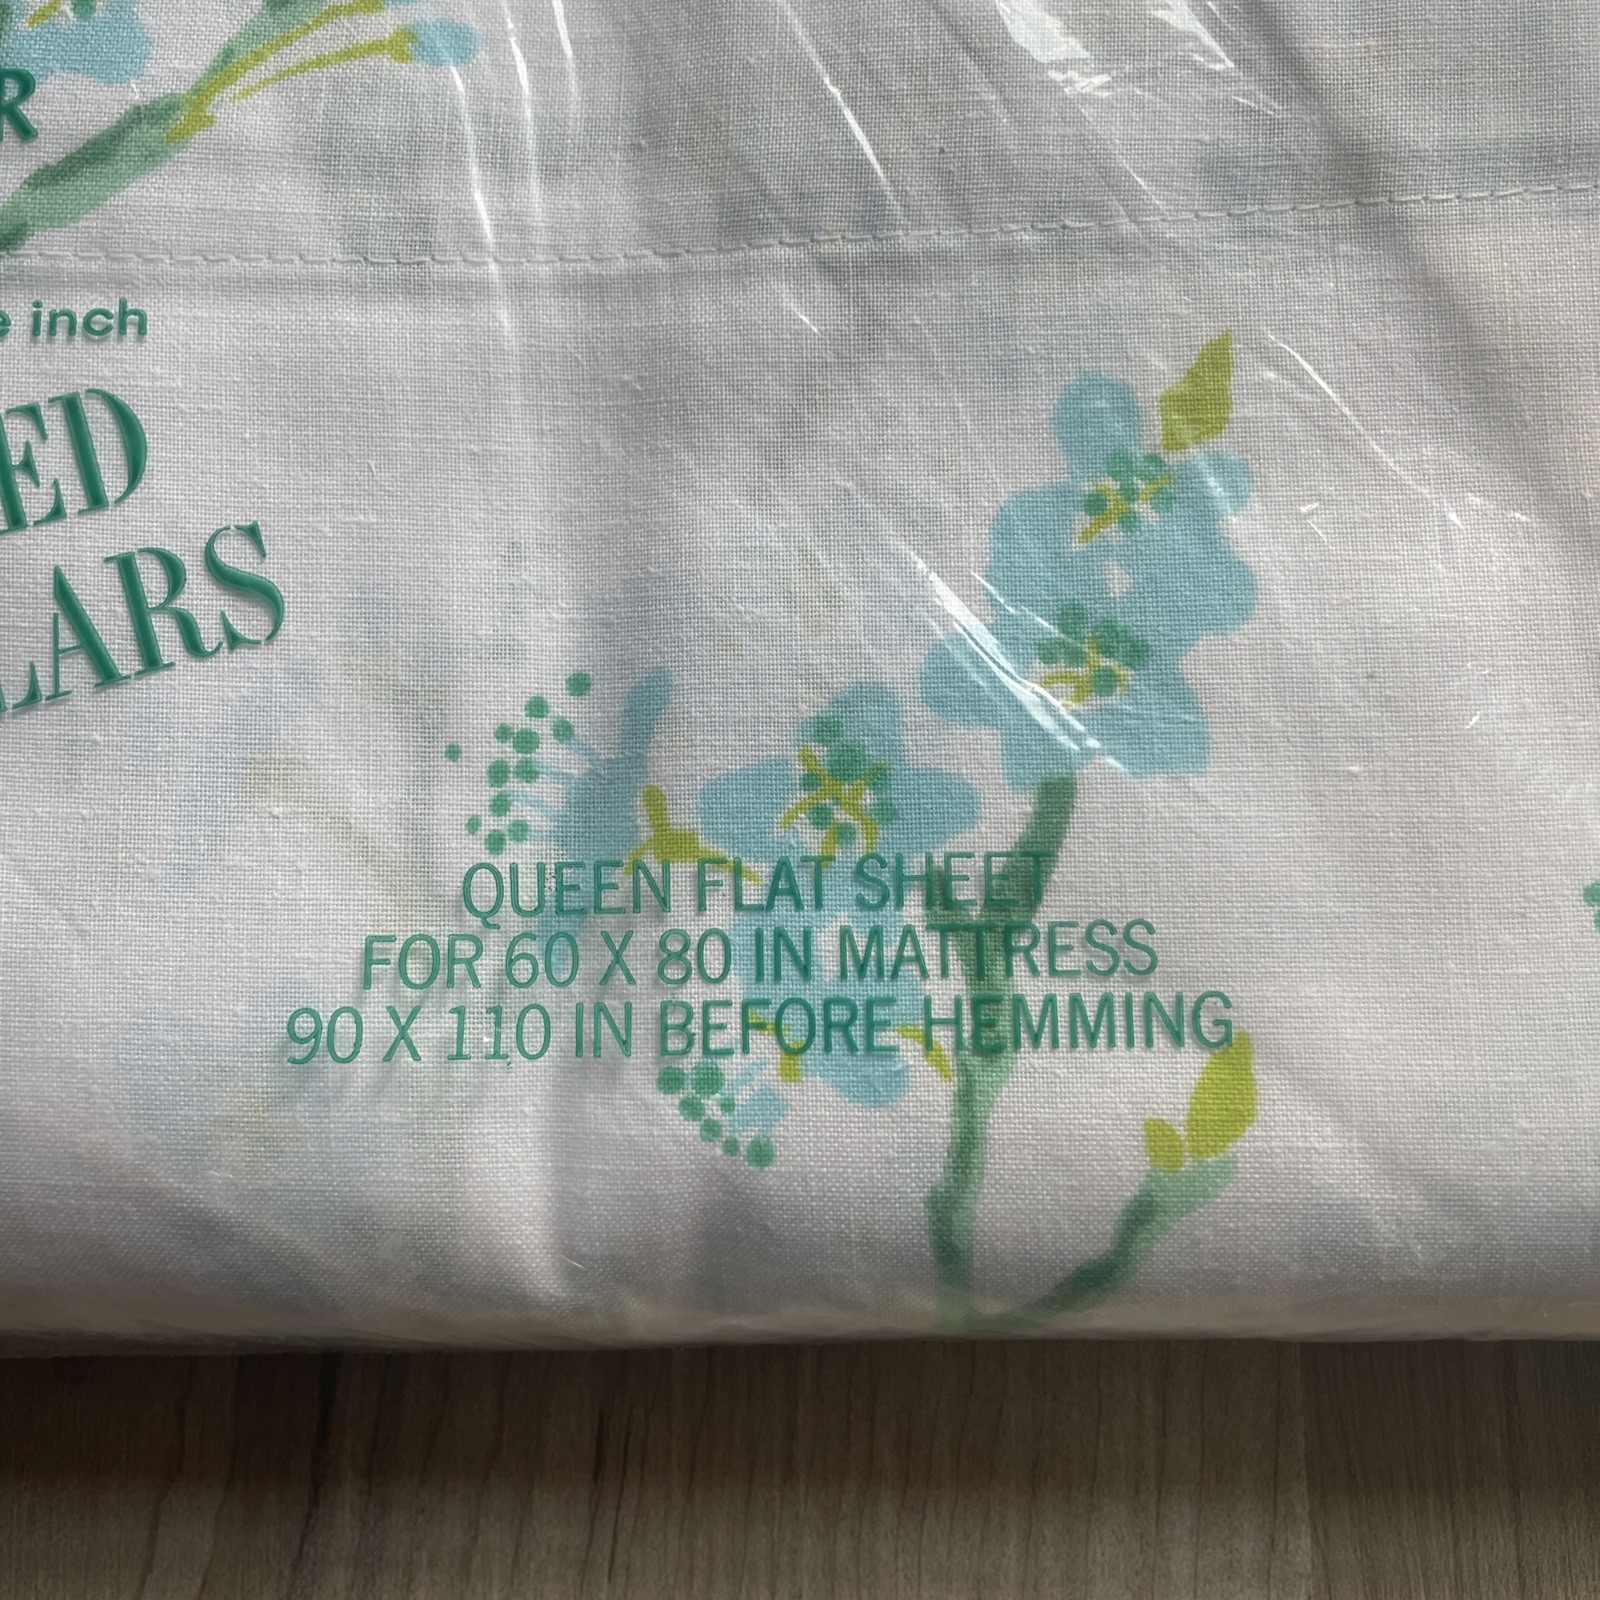 R
e inch
ED
LARS
QUEEN FLAT SHEET
FOR 60 X 80 IN MATTRESS
90 X 110 IN BEFORE HEMMING